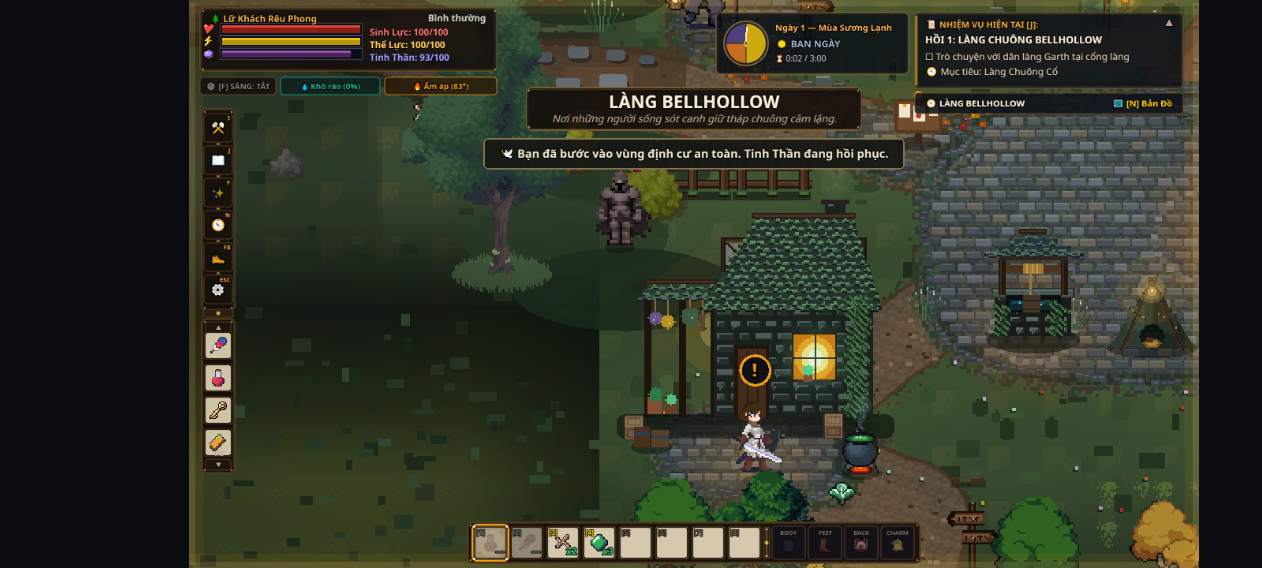 Lữ Khách Rêu Phong
Bình thường
Sinh Lực: 100/100
Thể Lực: 100/100
Tinh Thần: 93/100
[F] SÁNG: TẮT
Khô ráo (0%)
Ấm áp (83°)
Ngày 1 — Mùa Sương Lạnh
BAN NGÀY
0:02 / 3:00
NHIỆM VỤ HIỆN TẠI [J]:
HỒI 1: LÀNG CHUÔNG BELLHOLLOW
☐ Trò chuyện với dân làng Garth tại cổng làng
Mục tiêu: Làng Chuông Cổ
LÀNG BELLHOLLOW
[N] Bản Đồ
LÀNG BELLHOLLOW
Nơi những người sống sót canh giữ tháp chuông câm lặng.
Bạn đã bước vào vùng định cư an toàn. Tinh Thần đang hồi phục.
I
J
F
N
F8
ESC
!
x2
x3
BODY
FEET
BACK
CHARM